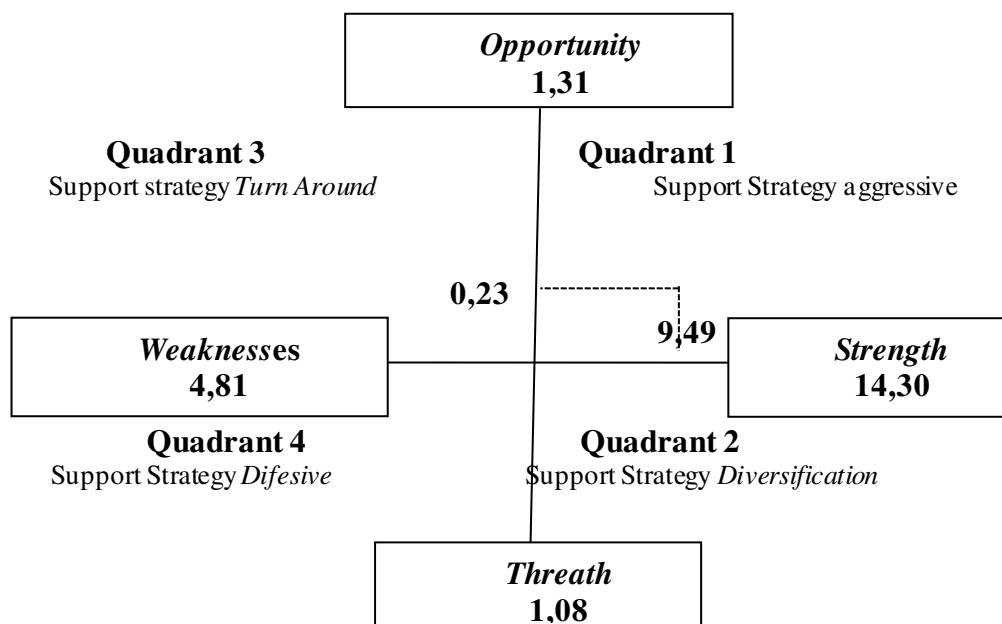 Opportunity
1,31
Quadrant 3
Quadrant 1
Support strategy Turn Around
Support Strategy aggressive
0,23
9,49
Weaknesses
4,81
Strength
14,30
Quadrant 4
Quadrant 2
Support Strategy Difesive
Support Strategy Diversification
Threath
1,08